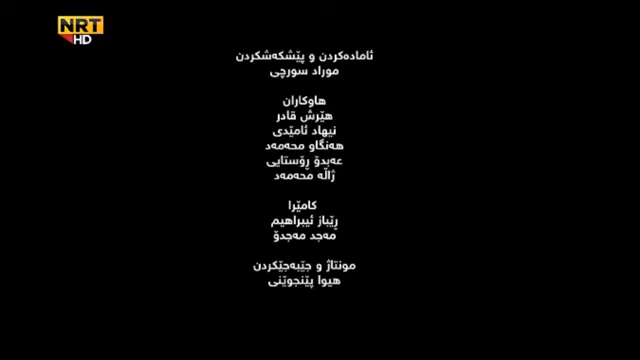 NRT
HD
ئامادەکردن و پێشکەشکردن
موراد سورچی
هاوکاران
هێرش قادر
نیهاد ئامێدی
هەنگاو محەمەد
عەبدۆ ڕۆستایی
ژاڵە محەمەد
کامێرا
ڕێباز ئیبراهیم
مەجد مەجدۆ
مونتاژ و جێبەجێکردن
هیوا پێنجوێنی